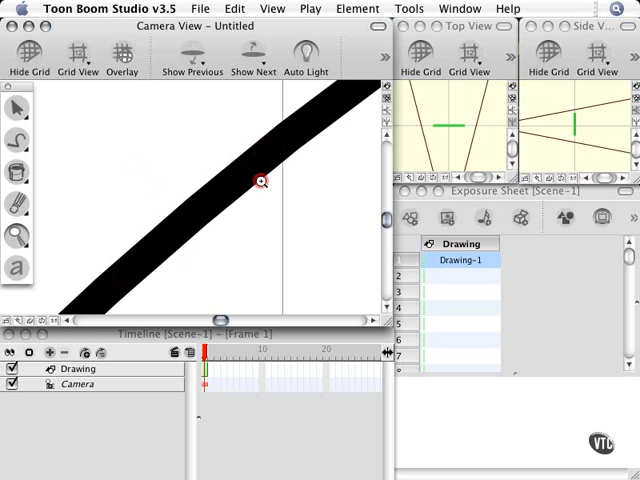 Toon Boom Studio v3.5 File Edit View Play Element Tools Window Help
Camera View - Untitled
Top View
Side V...
Hide Grid Grid View Overlay Show Previous Show Next Auto Light
Hide Grid Grid View
Hide Grid Grid View
Exposure Sheet [Scene-1]
Drawing
1 Drawing-1
2
3
4
5
6
7
a
Timeline [Scene-1] - [Frame 1]
10 20
Drawing
Camera
VTC